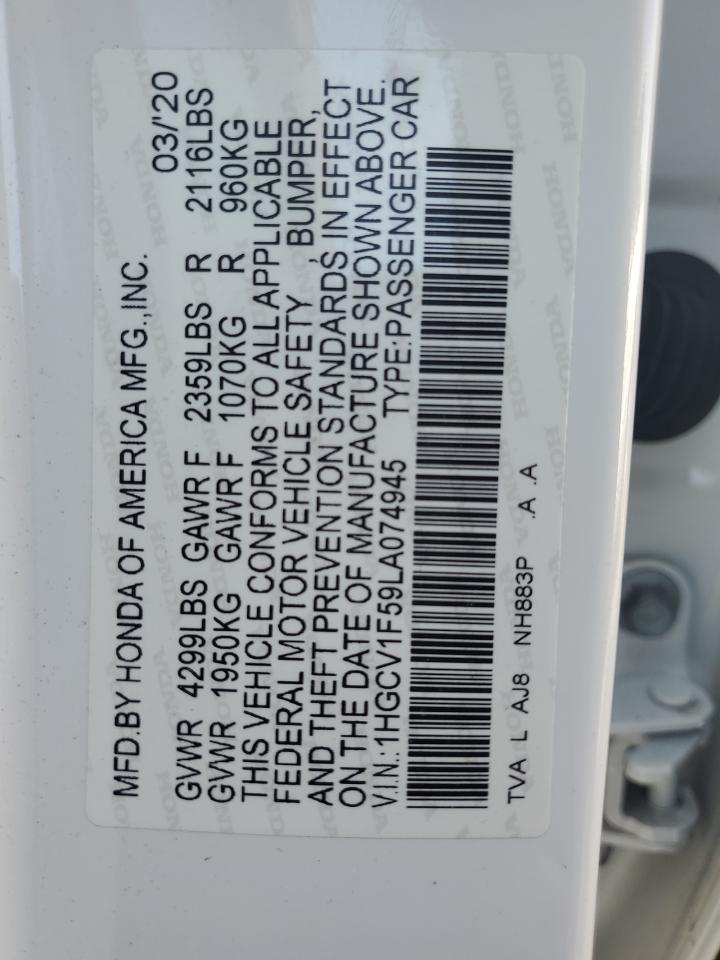 MFD.BY HONDA OF AMERICA MFG.,INC. 03/'20
GVWR 4299LBS GAWR F 2359LBS R 2116LBS
GVWR 1950KG GAWR F 1070KG R 960KG
THIS VEHICLE CONFORMS TO ALL APPLICABLE
FEDERAL MOTOR VEHICLE SAFETY , BUMPER,
AND THEFT PREVENTION STANDARDS IN EFFECT
ON THE DATE OF MANUFACTURE SHOWN ABOVE.
V.I.N.:1HGCV1F59LA074945 TYPE:PASSENGER CAR
TVA L AJ8 NH883P .A .A